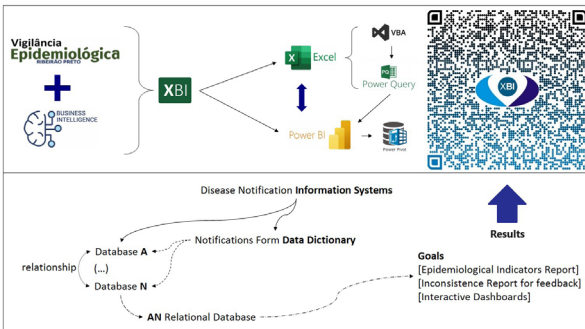 Vigilância
Epidemiológica
RIBEIRÃO PRETO
BUSINESS
INTELLIGENCE
XBI
Excel
VBA
PQ
Power Query
Power BI
Power Pivot
XBI
Disease Notification Information Systems
Notifications Form Data Dictionary
Database A
relationship
(...)
Database N
AN Relational Database
Results
Goals
[Epidemiological Indicators Report]
[Inconsistence Report for feedback]
[Interactive Dashboards]